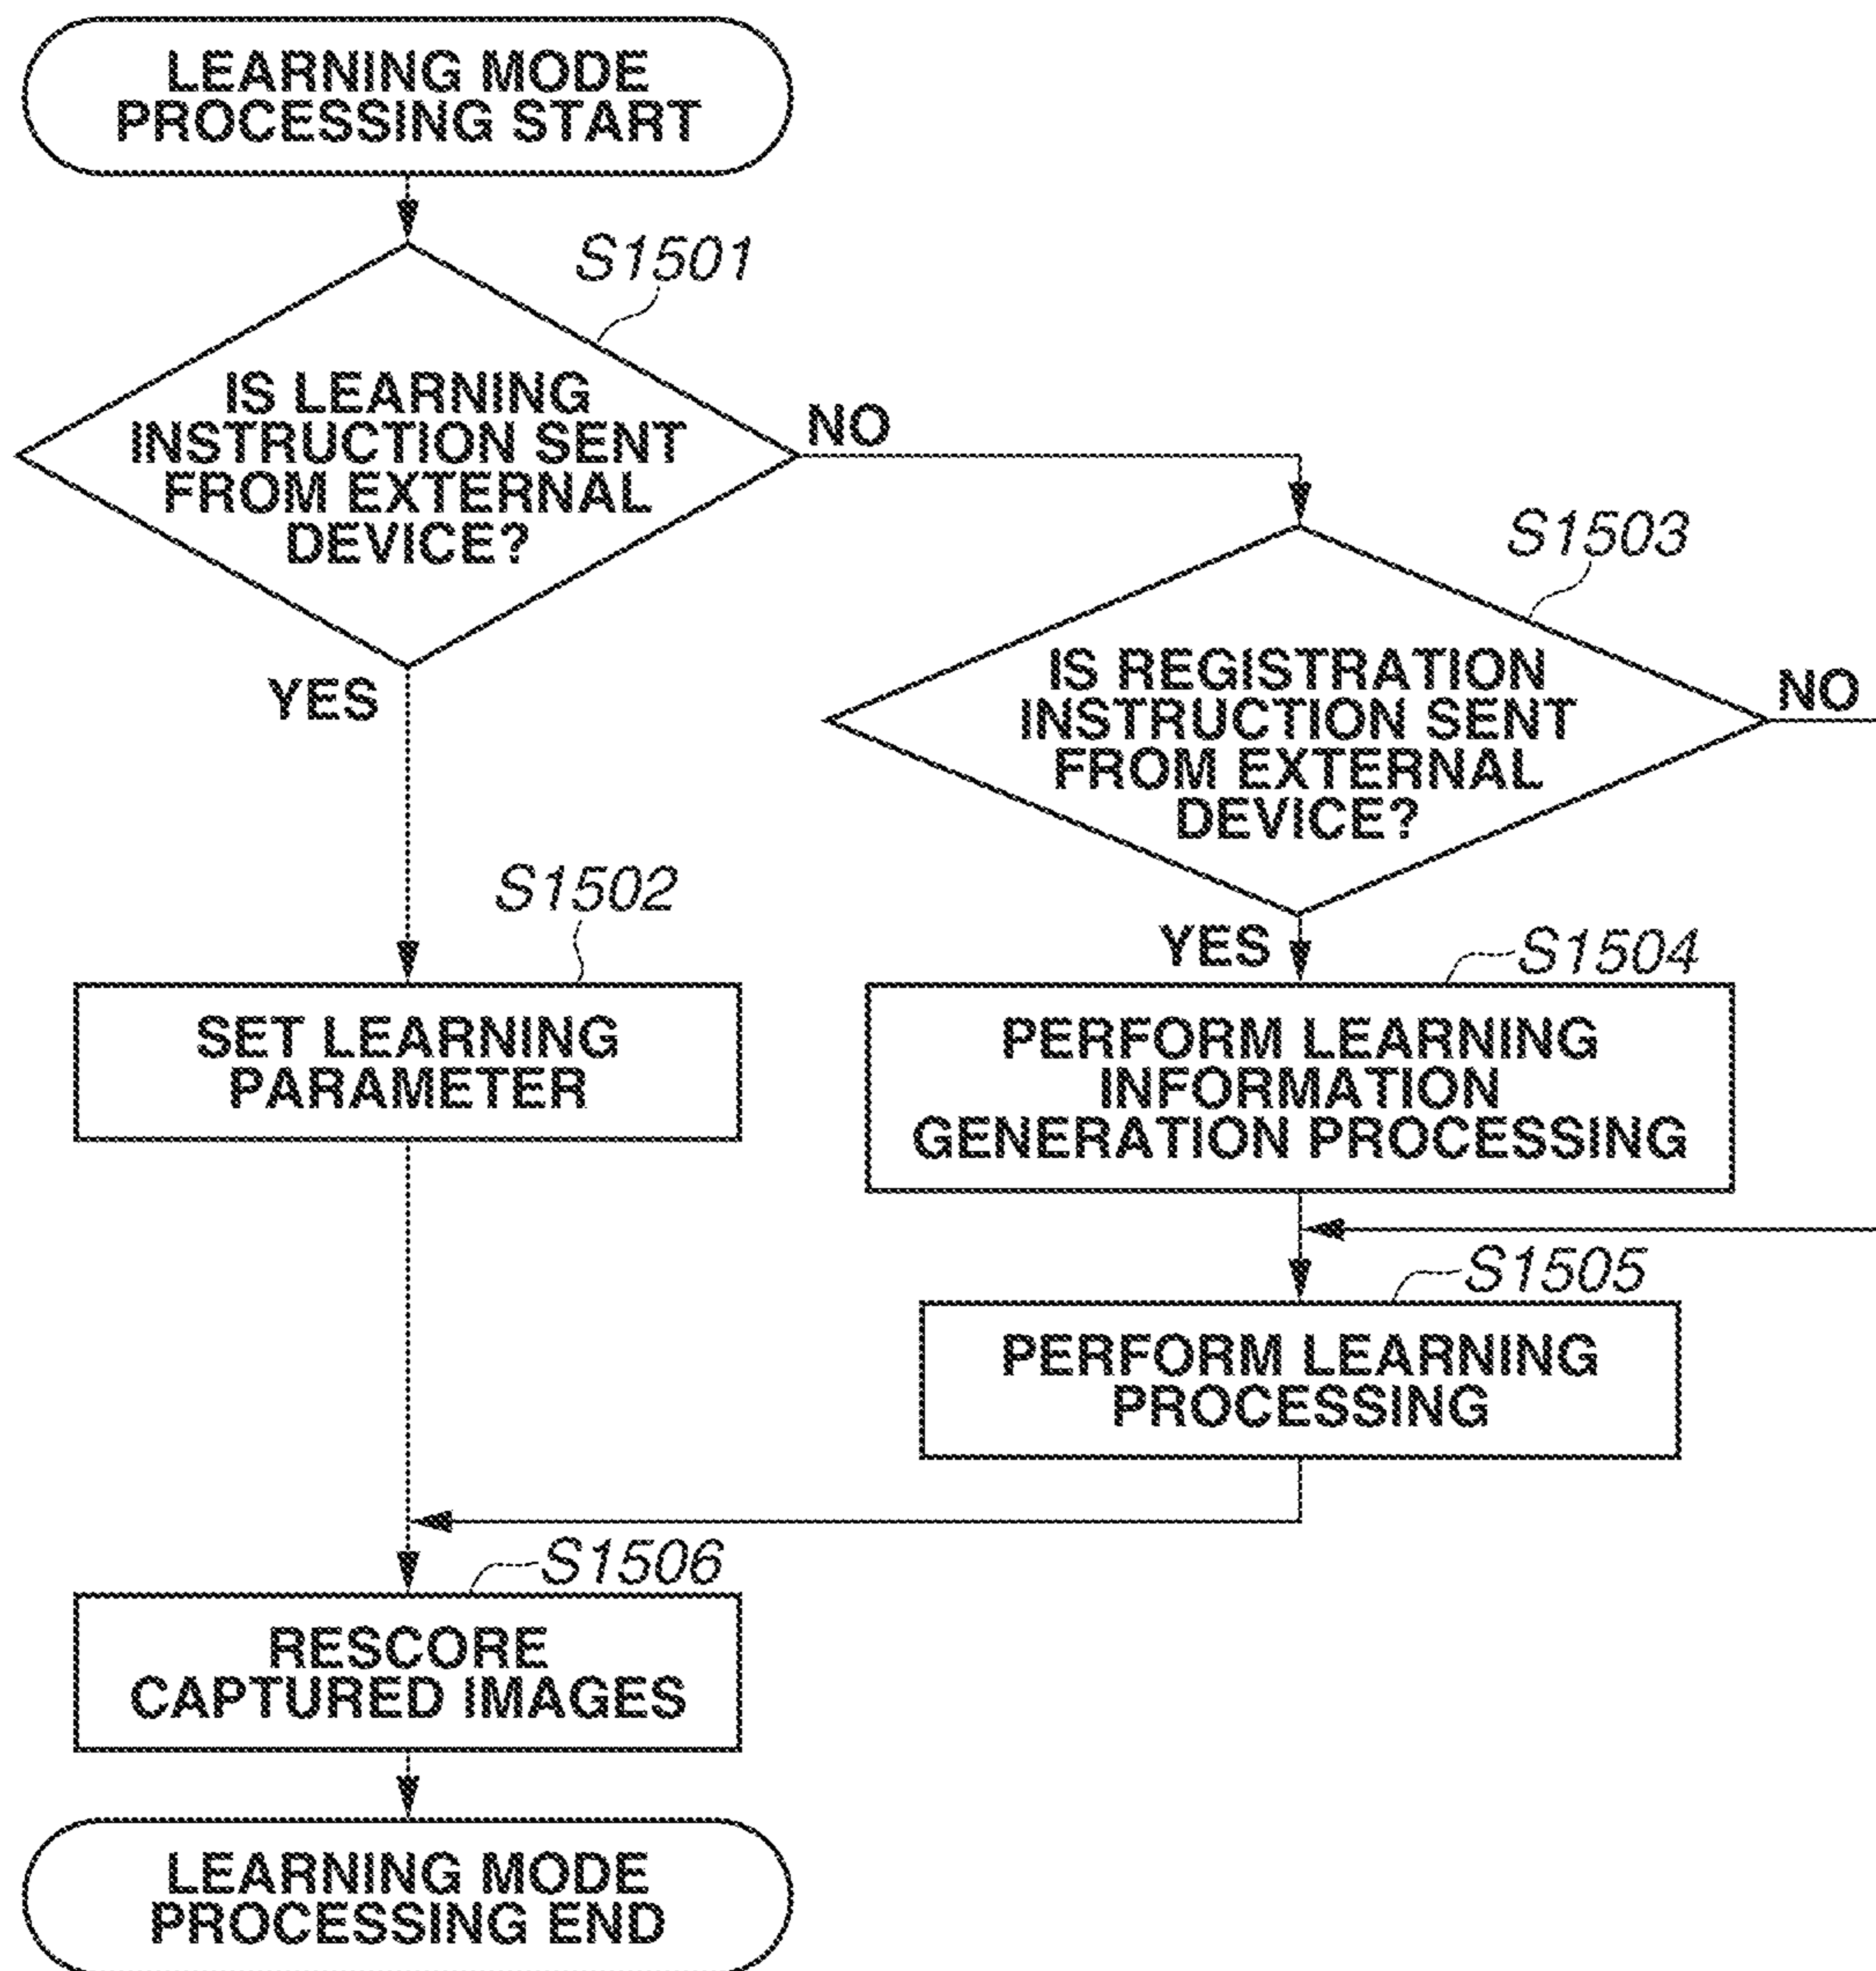 LEARNING MODE
PROCESSING START
S1501
IS LEARNING
INSTRUCTION SENT
FROM EXTERNAL
DEVICE?
NO
YES
S1503
IS REGISTRATION
INSTRUCTION SENT
FROM EXTERNAL
DEVICE?
NO
YES
S1502
SET LEARNING
PARAMETER
S1504
PERFORM LEARNING
INFORMATION
GENERATION PROCESSING
S1505
PERFORM LEARNING
PROCESSING
S1506
RESCORE
CAPTURED IMAGES
LEARNING MODE
PROCESSING END